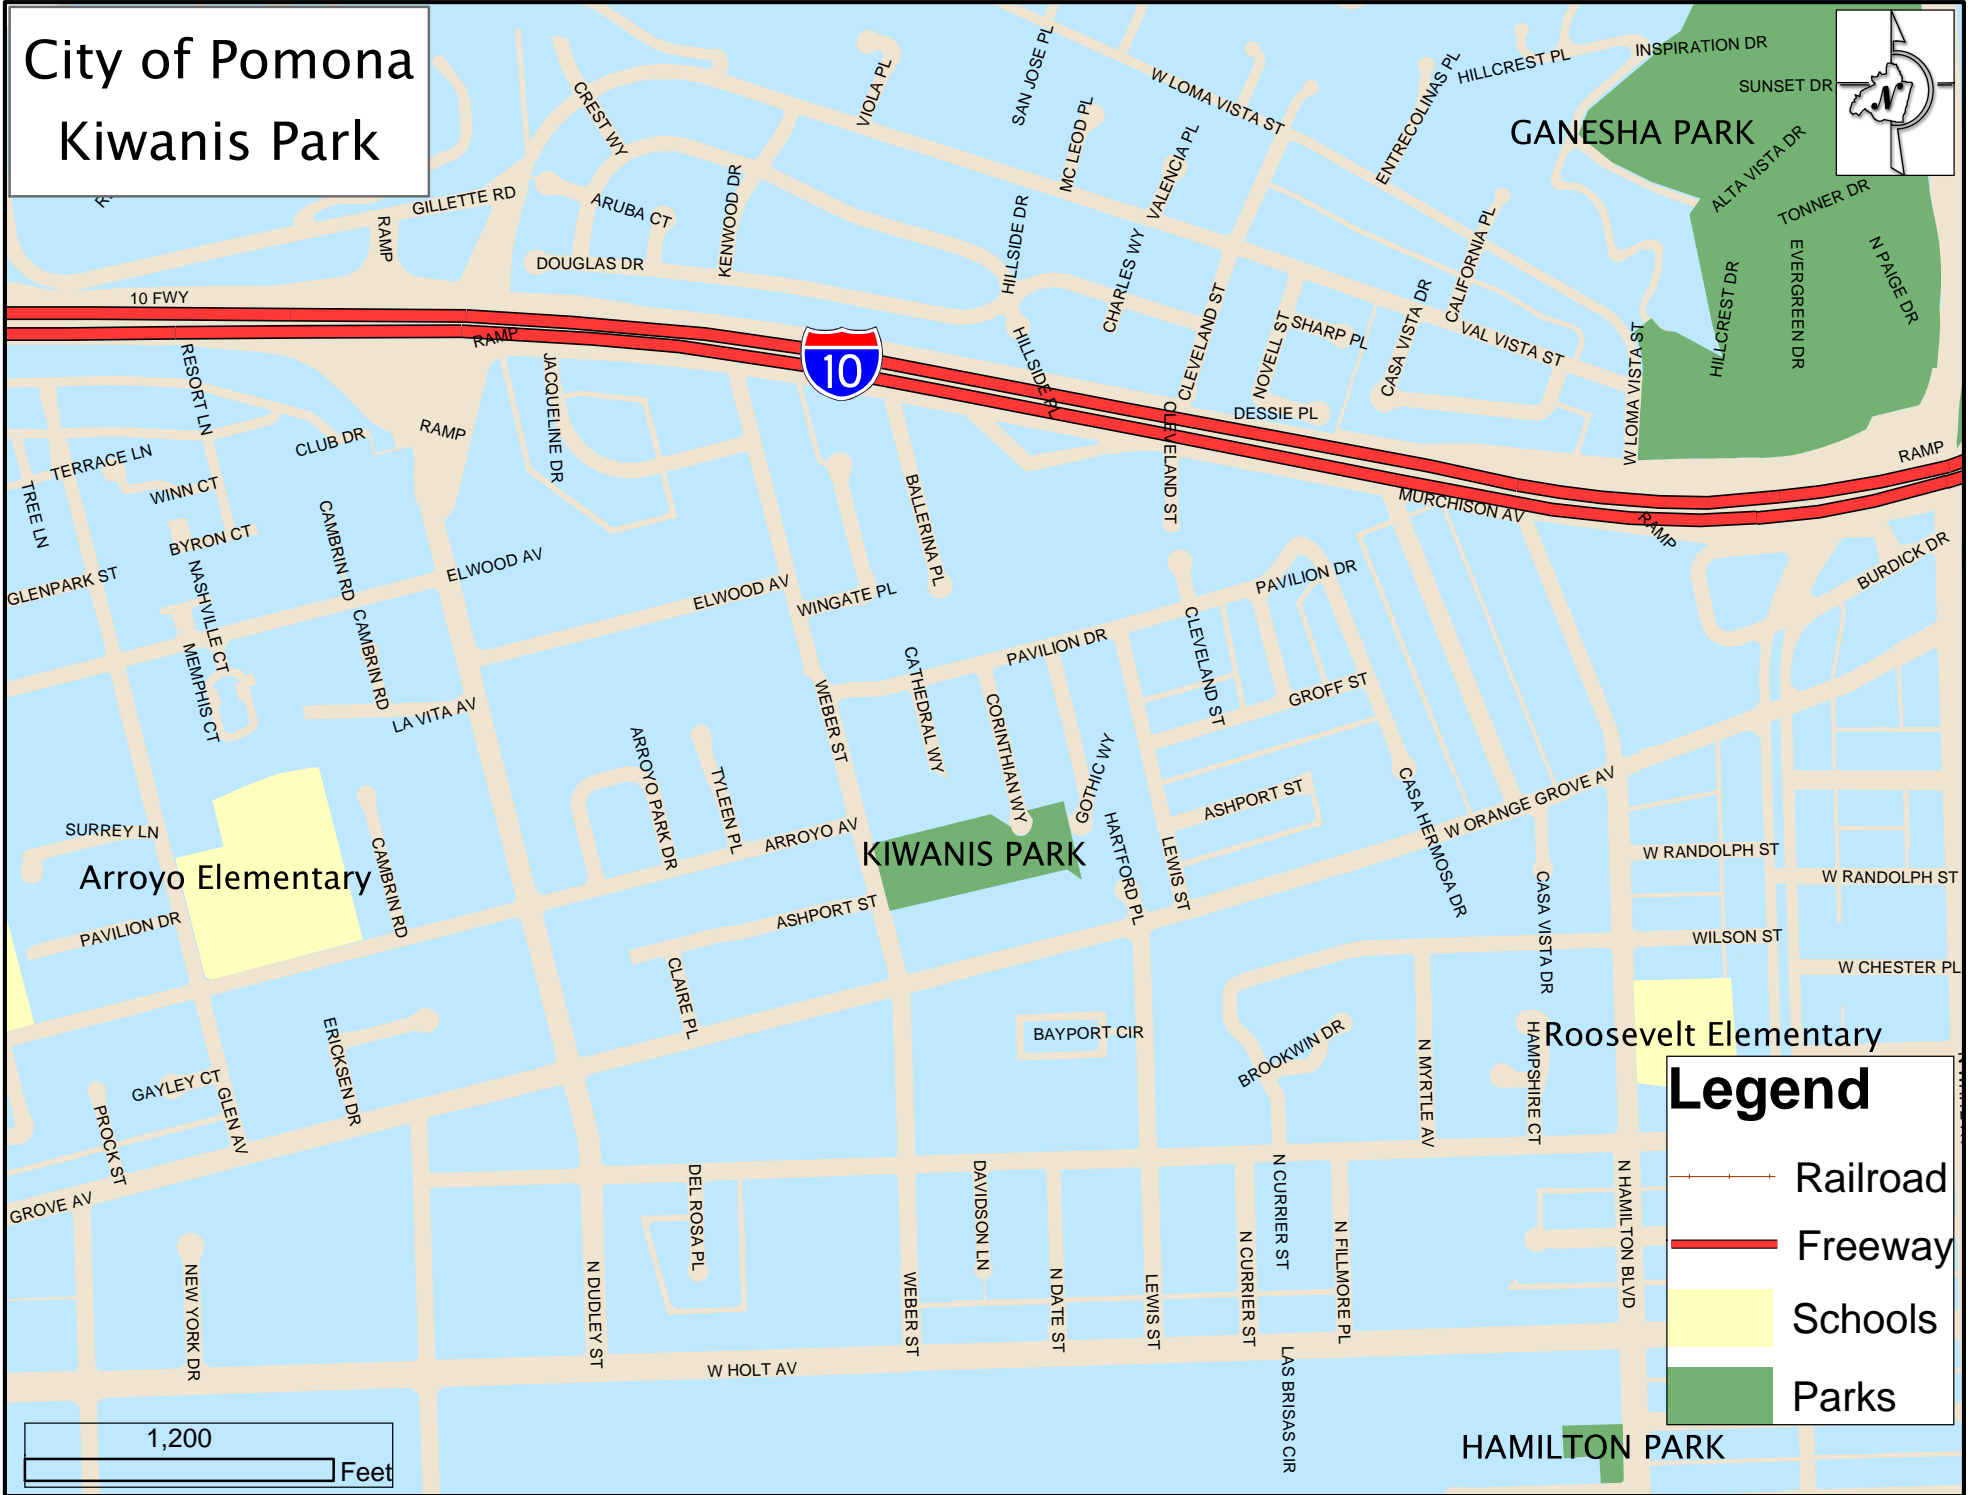 City of Pomona
Kiwanis Park
INSPIRATION DR
SUNSET DR
HILLCREST PL
ENTRECOLINAS PL
SAN JOSE PL
W LOMA VISTA ST
VIOLA PL
CREST WY
MC LEOD PL
VALENCIA PL
GANESHA PARK
ALTA VISTA DR
TONNER DR
N
GILLETTE RD
RAMP
ARUBA CT
KENWOOD DR
DOUGLAS DR
HILLSIDE DR
CHARLES WY
CALIFORNIA PL
EVERGREEN DR
N PAIGE DR
HILLCREST DR
10 FWY
RAMP
10
HILLSIDE PL
CLEVELAND ST
NOVELL ST
SHARP PL
CASA VISTA DR
VAL VISTA ST
W LOMA VISTA ST
DESSIE PL
RESORT LN
JACQUELINE DR
CLUB DR
RAMP
TERRACE LN
WINN CT
TREE LN
BYRON CT
CAMBRIN RD
BALLERINA PL
CLEVELAND ST
MURCHISON AV
RAMP
RAMP
BURDICK DR
GLENPARK ST
NASHVILLE CT
ELWOOD AV
ELWOOD AV
WINGATE PL
PAVILION DR
PAVILION DR
CLEVELAND ST
GROFF ST
CAMBRIN RD
MEMPHIS CT
LA VITA AV
WEBER ST
CATHEDRAL WY
CORINTHIAN WY
GOTHIC WY
ARROYO PARK DR
TYLEEN PL
ARROYO AV
KIWANIS PARK
HARTFORD PL
LEWIS ST
ASHPORT ST
CASA HERMOSA DR
W ORANGE GROVE AV
W RANDOLPH ST
W RANDOLPH ST
SURREY LN
Arroyo Elementary
CAMBRIN RD
PAVILION DR
ASHPORT ST
CLAIRE PL
CASA VISTA DR
WILSON ST
W CHESTER PL
ERICKSEN DR
BAYPORT CIR
BROOKWIN DR
N MYRTLE AV
HAMPSHIRE CT
Roosevelt Elementary
GAYLEY CT
GLEN AV
PROCK ST
GROVE AV
NEW YORK DR
N DUDLEY ST
DEL ROSA PL
WEBER ST
DAVIDSON LN
N DATE ST
LEWIS ST
N CURRIER ST
N CURRIER ST
N FILLMORE PL
N HAMILTON BLVD
W HOLT AV
LAS BRISAS CIR
HAMILTON PARK
Legend
Railroad
Freeway
Schools
Parks
1,200
Feet